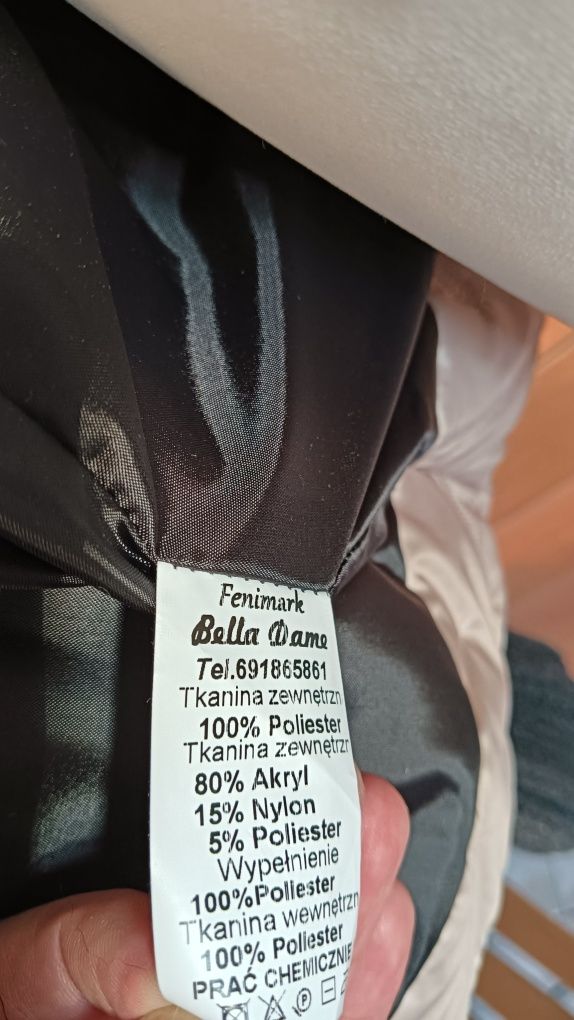 Fenimark
Bella Dame
Tel.691865861
Tkanina zewnętrzn
100% Poliester
Tkanina zewnętrzn
80% Akryl
15% Nylon
5% Poliester
Wypełnienie
100%Poliester
Tkanina wewnętrzn
100% Poliester
PRAĆ CHEMICZNIE
P